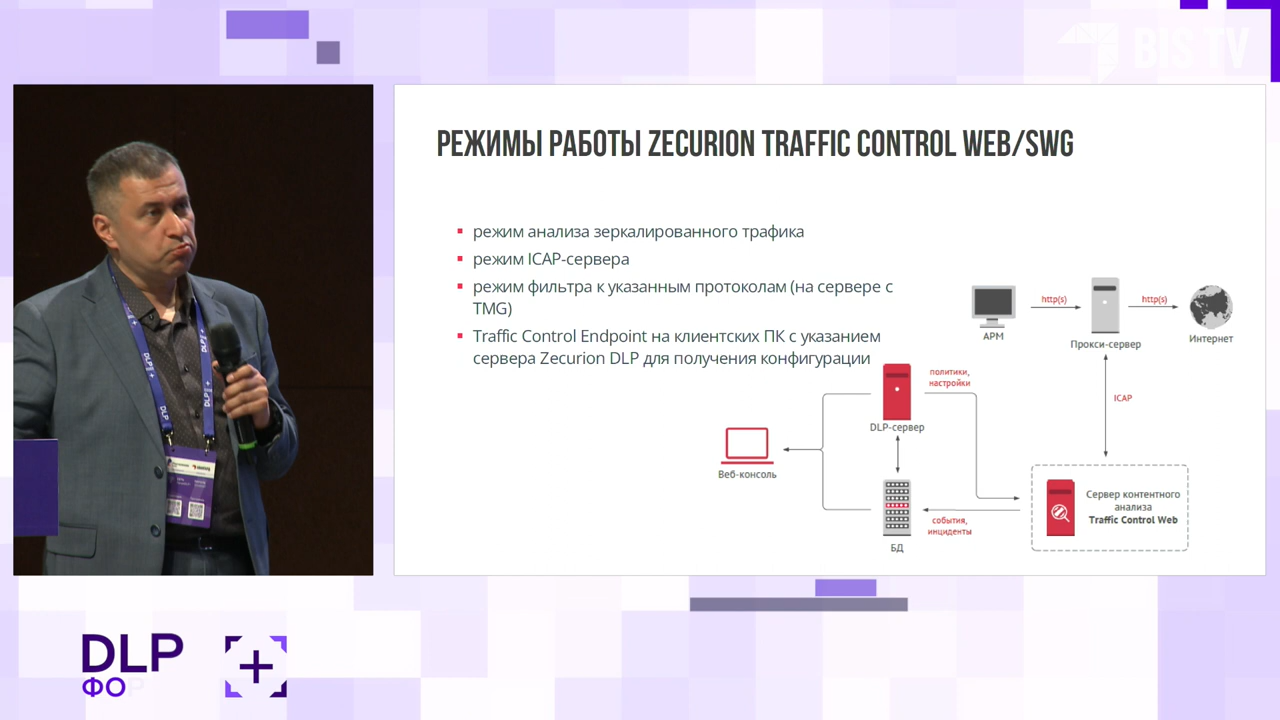 BIS TV
РЕЖИМЫ РАБОТЫ ZECURION TRAFFIC CONTROL WEB/SWG
режим анализа зеркалированного трафика
режим ICAP-сервера
режим фильтра к указанным протоколам (на сервере с
TMG)
Traffic Control Endpoint на клиентских ПК с указанием
сервера Zecurion DLP для получения конфигурации
http(s)
http(s)
АРМ
Прокси-сервер
Интернет
политики,
настройки
ICAP
DLP-сервер
Веб-консоль
Сервер контентного
анализа
Traffic Control Web
события,
инциденты
БД
DLP
DLP
DLP
ФОР